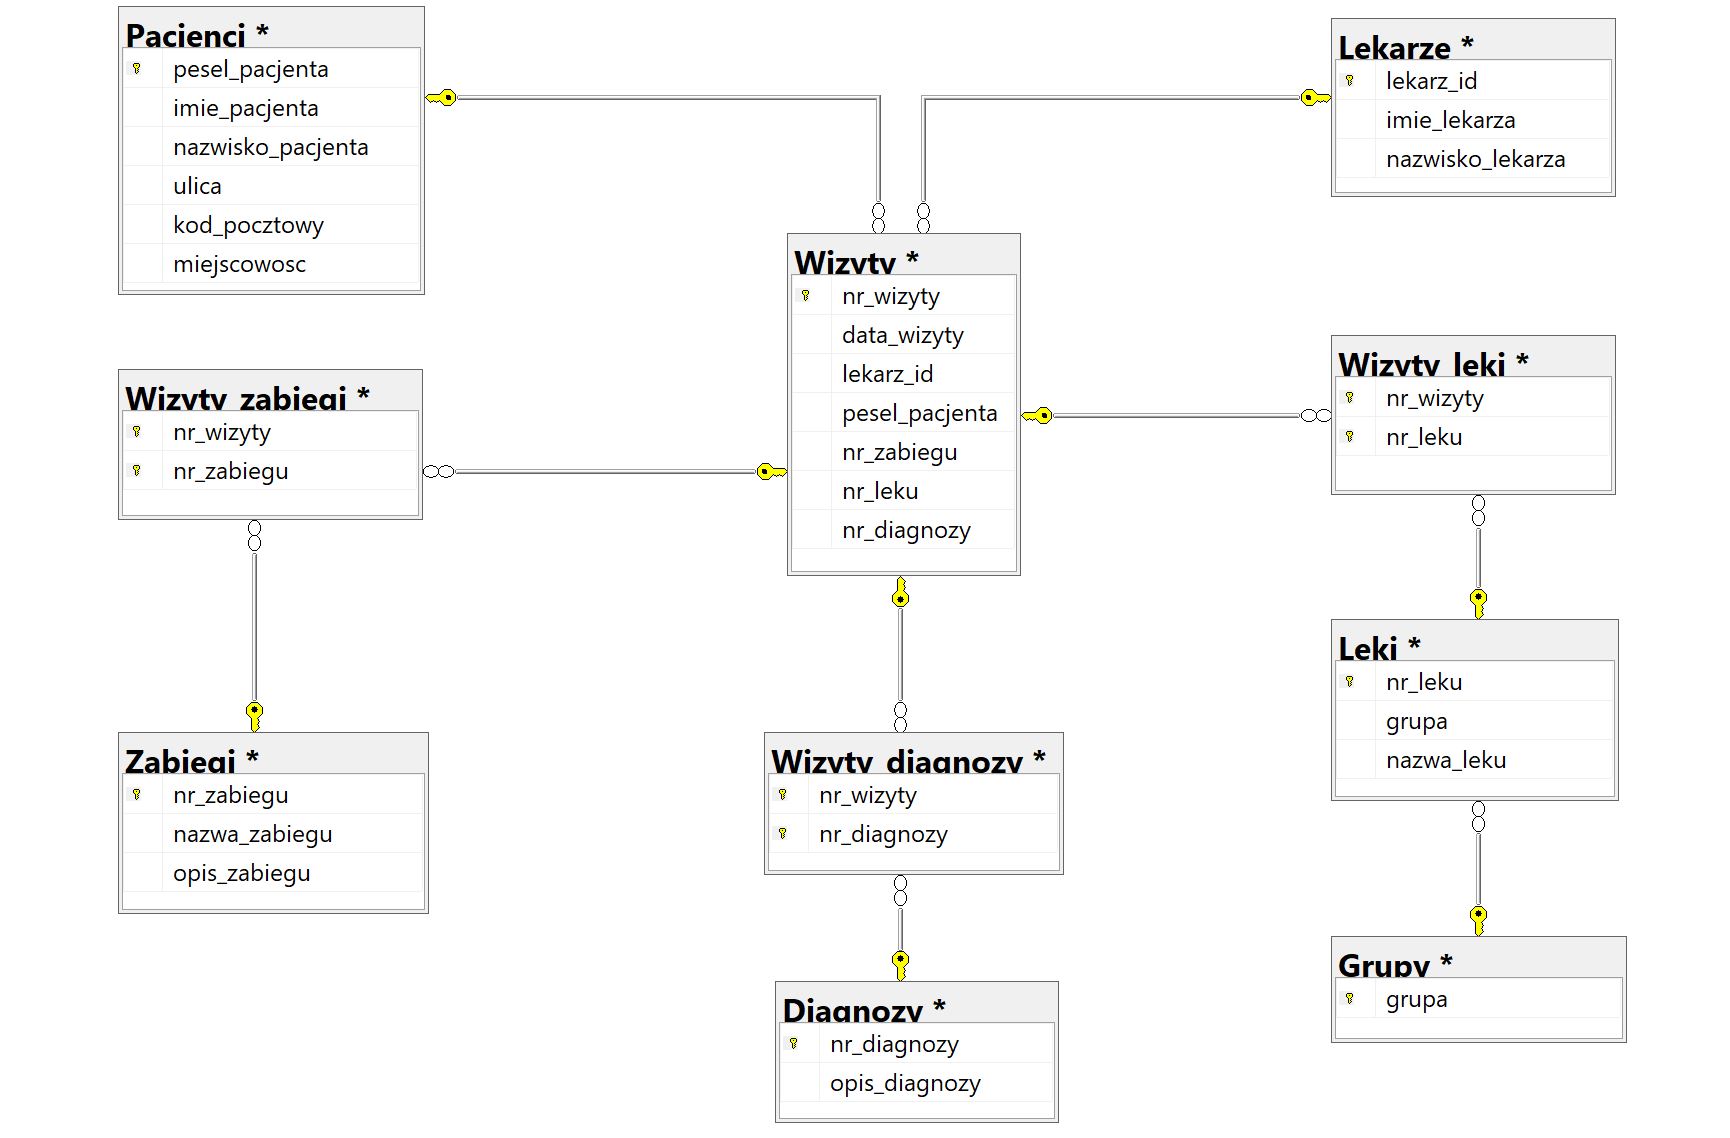 Pacjenci *
pesel_pacjenta
imie_pacjenta
nazwisko_pacjenta
ulica
kod_pocztowy
miejscowosc
Lekarze *
lekarz_id
imie_lekarza
nazwisko_lekarza
Wizyty *
nr_wizyty
data_wizyty
lekarz_id
pesel_pacjenta
nr_zabiegu
nr_leku
nr_diagnozy
Wizyty_zabiegi *
nr_wizyty
nr_zabiegu
Wizyty_leki *
nr_wizyty
nr_leku
Zabiegi *
nr_zabiegu
nazwa_zabiegu
opis_zabiegu
Wizyty_diagnozy *
nr_wizyty
nr_diagnozy
Leki *
nr_leku
grupa
nazwa_leku
Diagnozy *
nr_diagnozy
opis_diagnozy
Grupy *
grupa